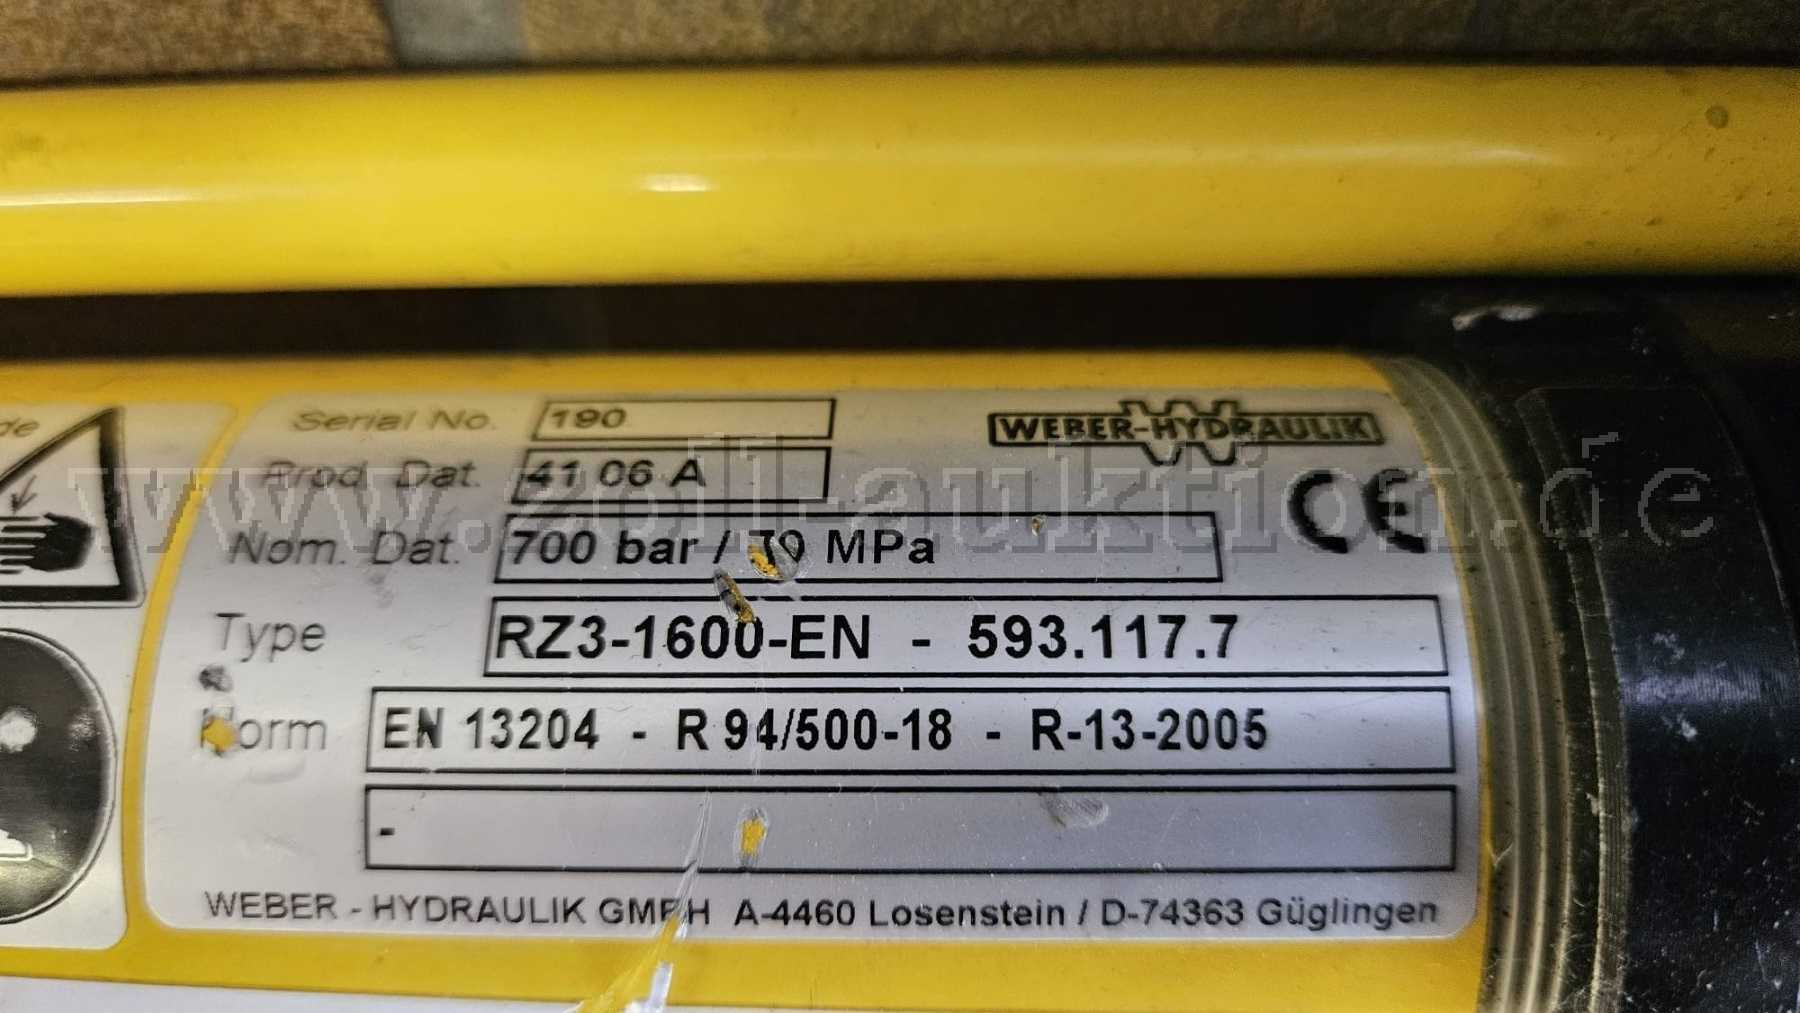 de
Serial No. 190
WEBER-HYDRAULIK
Prod. Dat. 41 06 A
CE
Nom. Dat. 700 bar / 70 MPa
www.zoll-auktion.de
Type RZ3-1600-EN - 593.117.7
Norm EN 13204 - R 94/500-18 - R-13-2005
-
WEBER - HYDRAULIK GMBH A-4460 Losenstein / D-74363 Güglingen